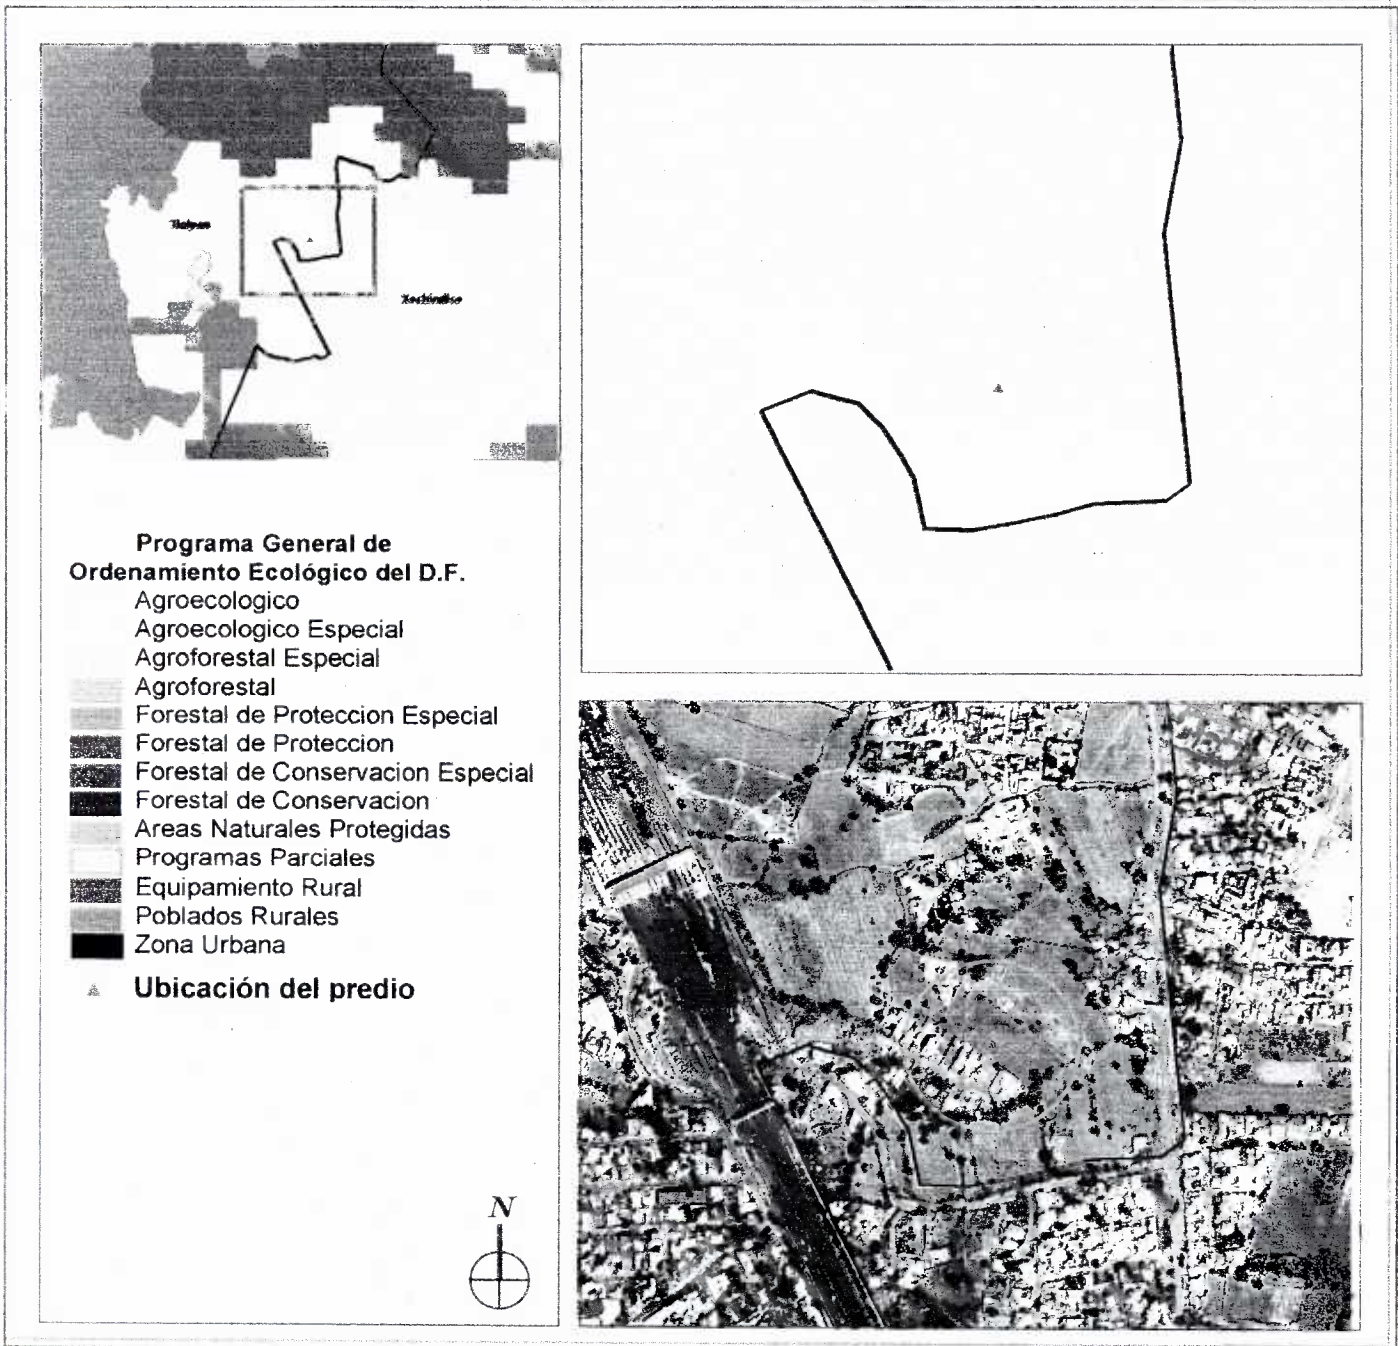 Programa General de
Ordenamiento Ecológico del D.F.
Agroecologico
Agroecologico Especial
Agroforestal Especial
Agroforestal
Forestal de Proteccion Especial
Forestal de Proteccion
Forestal de Conservacion Especial
Forestal de Conservacion
Areas Naturales Protegidas
Programas Parciales
Equipamiento Rural
Poblados Rurales
Zona Urbana
Ubicación del predio
N